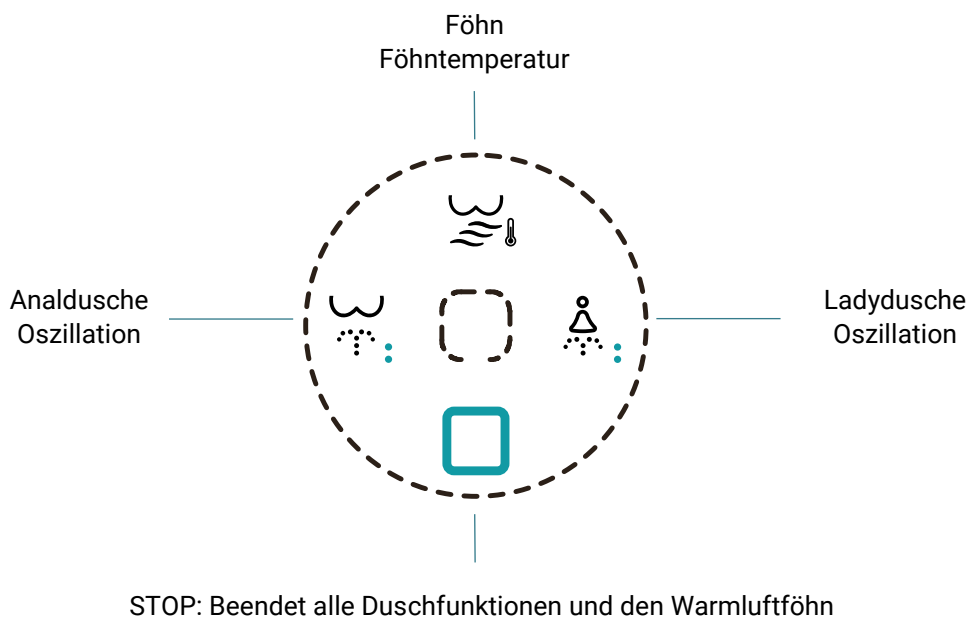 Föhn
Föhntemperatur
Analdusche
Oszillation
Ladydusche
Oszillation
STOP: Beendet alle Duschfunktionen und den Warmluftföhn